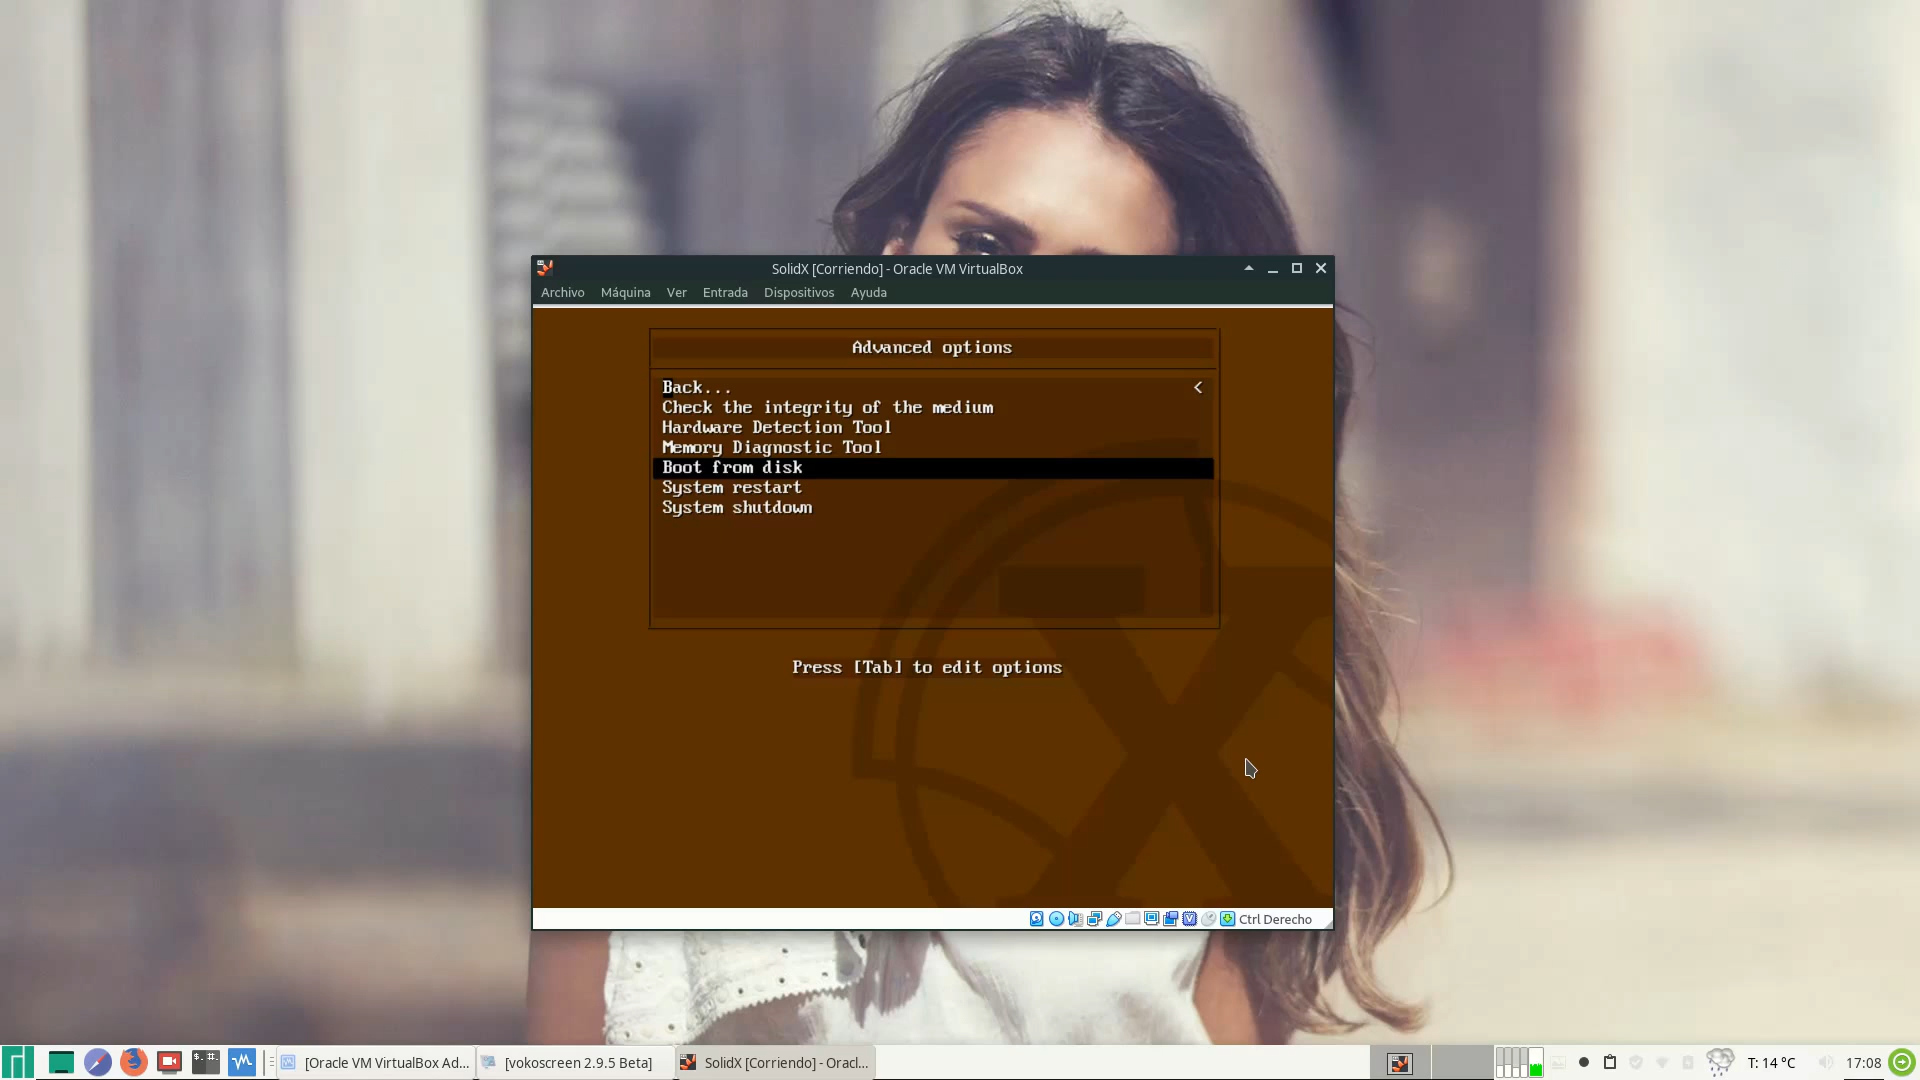 SolidX [Corriendo] - Oracle VM VirtualBox
Archivo Máquina Ver Entrada Dispositivos Ayuda
Advanced options
Back... <
Check the integrity of the medium
Hardware Detection Tool
Memory Diagnostic Tool
Boot from disk
System restart
System shutdown
Press [Tab] to edit options
Ctrl Derecho
[Oracle VM VirtualBox Ad... [vokoscreen 2.9.5 Beta] SolidX [Corriendo] - Oracl... T: 14 °C 17:08